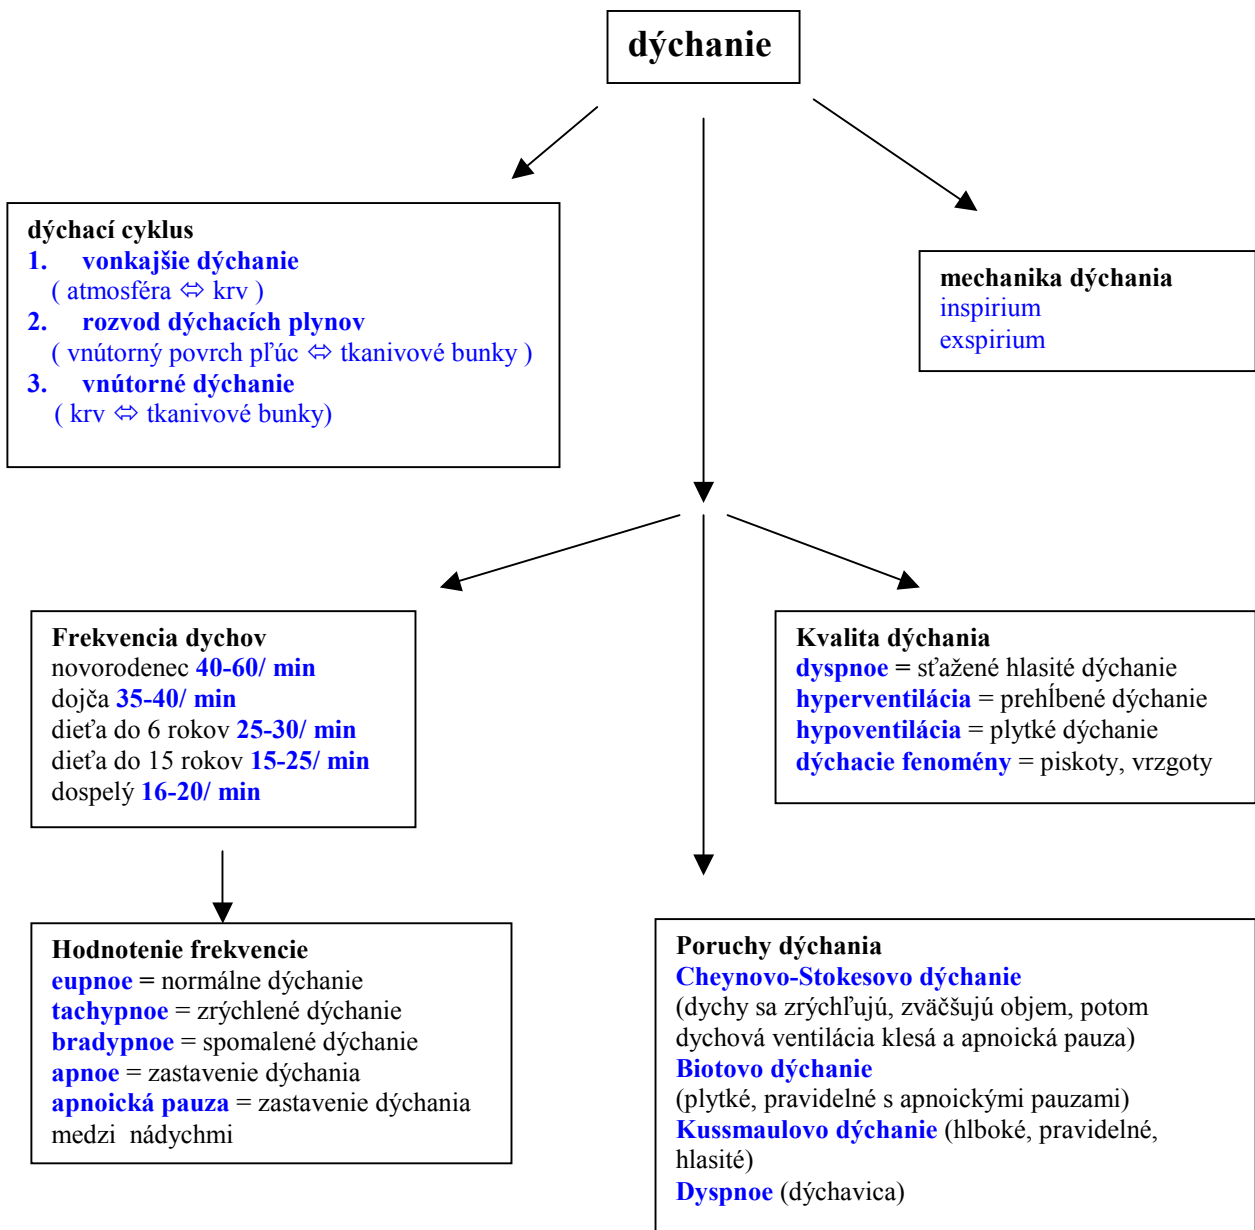 dýchanie
dýchací cyklus
1. vonkajšie dýchanie
( atmosféra ⬄ krv )
2. rozvod dýchacích plynov
( vnútorný povrch pľúc ⬄ tkanivové bunky )
3. vnútorné dýchanie
( krv ⬄ tkanivové bunky)
mechanika dýchania
inspirium
exspirium
Frekvencia dychov
novorodenec 40-60/ min
dojča 35-40/ min
dieťa do 6 rokov 25-30/ min
dieťa do 15 rokov 15-25/ min
dospelý 16-20/ min
Kvalita dýchania
dyspnoe = sťažené hlasité dýchanie
hyperventilácia = prehĺbené dýchanie
hypoventilácia = plytké dýchanie
dýchacie fenomény = piskoty, vrzgoty
Hodnotenie frekvencie
eupnoe = normálne dýchanie
tachypnoe = zrýchlené dýchanie
bradypnoe = spomalené dýchanie
apnoe = zastavenie dýchania
apnoická pauza = zastavenie dýchania
medzi nádychmi
Poruchy dýchania
Cheynovo-Stokesovo dýchanie
(dychy sa zrýchľujú, zväčšujú objem, potom
dychová ventilácia klesá a apnoická pauza)
Biotovo dýchanie
(plytké, pravidelné s apnoickými pauzami)
Kussmaulovo dýchanie (hlboké, pravidelné,
hlasité)
Dyspnoe (dýchavica)